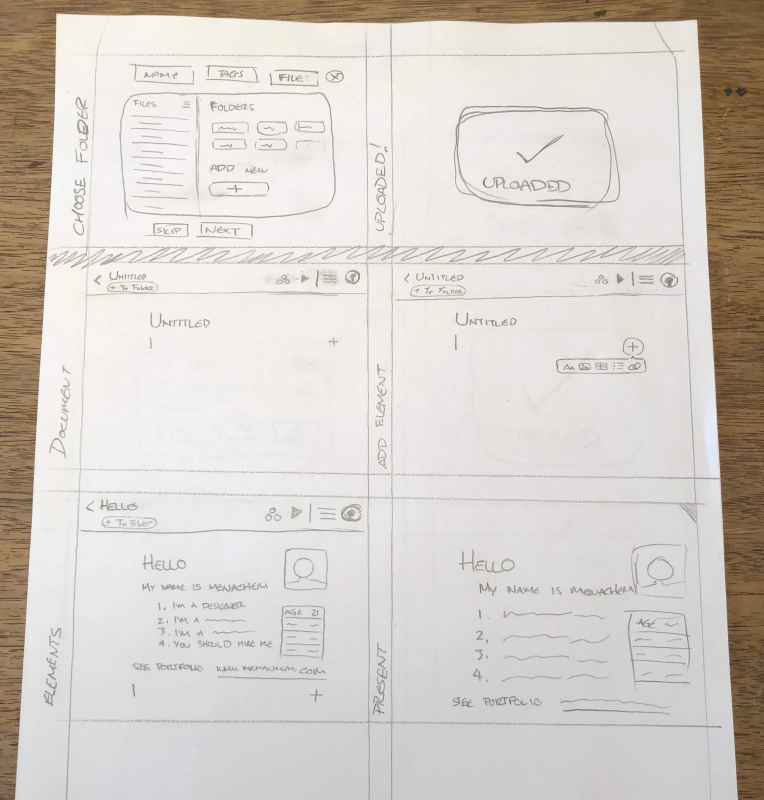 CHOOSE FOLDER
NAME
TAGS
FILE
FILES
FOLDERS
ADD NEW
+
SKIP
NEXT
UPLOADED!
UPLOADED
DOCUMENT
< UNTITLED
+ TO FOLDER
UNTITLED
+
ADD ELEMENT
< UNTITLED
+ TO FOLDER
UNTITLED
+
Aa
ELEMENTS
< HELLO
+ TO FOLDER
HELLO
MY NAME IS MENACHEM
1. I'M A DESIGNER
2. I'M A
3. I'M A
4. YOU SHOULD HIRE ME
AGE 21
SEE PORTFOLIO WWW.MENACHEM.COM
+
PRESENT
HELLO
MY NAME IS MENACHEM
1.
2.
3.
4.
AGE
SEE PORTFOLIO